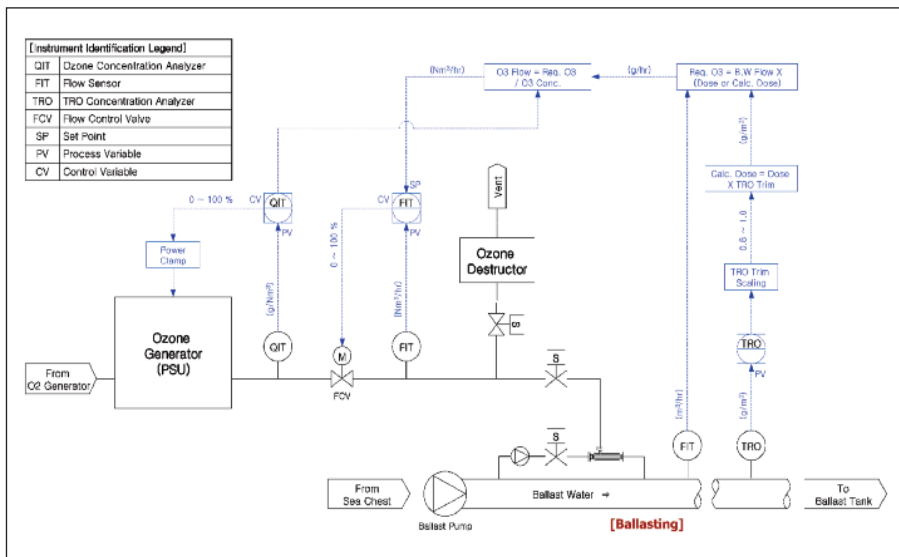 [Instrument Identification Legend]
QIT Ozone Concentration Analyzer
FIT Flow Sensor
TRO TRO Concentration Analyzer
FCV Flow Control Valve
SP Set Point
PV Process Variable
CV Control Variable
(Nm³/hr)
O3 Flow = Req. O3
/ O3 Conc.
(g/hr)
Req. O3 = B.W Flow X
(Dose or Calc. Dose)
(g/m³)
Calc. Dose = Dose
X TRO Trim
0.6 ~ 1.0
TRO Trim
Scaling
TRO
PV
(g/m³)
0 ~ 100 %
CV
QIT
PV
SP
CV
FIT
PV
Vent
Power
Clamp
0 ~ 100 %
Ozone
Destructor
(g/Nm³)
(Nm³/hr)
Ozone
Generator
(PSU)
QIT
M
FIT
S
S
From
O2 Generator
FCV
S
(m³/hr)
FIT
TRO
From
Sea Chest
Ballast Water ⇒
To
Ballast Tank
Ballast Pump
[Ballasting]